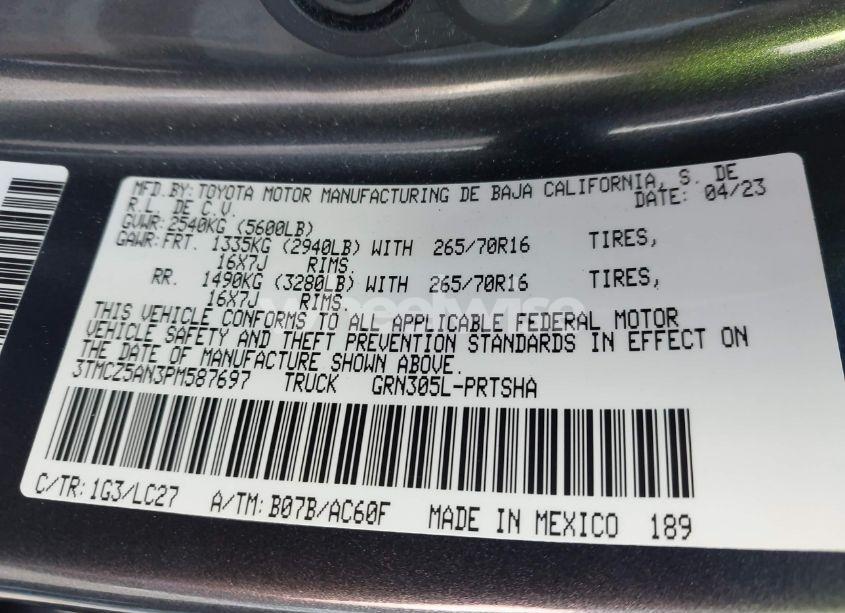 MFD.BY: TOYOTA MOTOR MANUFACTURING DE BAJA CALIFORNIA, S. DE
R.L. DE C.V. DATE: 04/23
GVWR: 2540KG (5600LB)
GAWR: FRT. 1335KG (2940LB) WITH 265/70R16 TIRES,
16X7J RIMS.
RR. 1490KG (3280LB) WITH 265/70R16 TIRES,
16X7J RIMS.
THIS VEHICLE CONFORMS TO ALL APPLICABLE FEDERAL MOTOR
VEHICLE SAFETY AND THEFT PREVENTION STANDARDS IN EFFECT ON
THE DATE OF MANUFACTURE SHOWN ABOVE.
3TMCZ5AN3PM587697 TRUCK GRN305L-PRTSHA
C/TR: 1G3/LC27 A/TM: B07B/AC60F MADE IN MEXICO 189